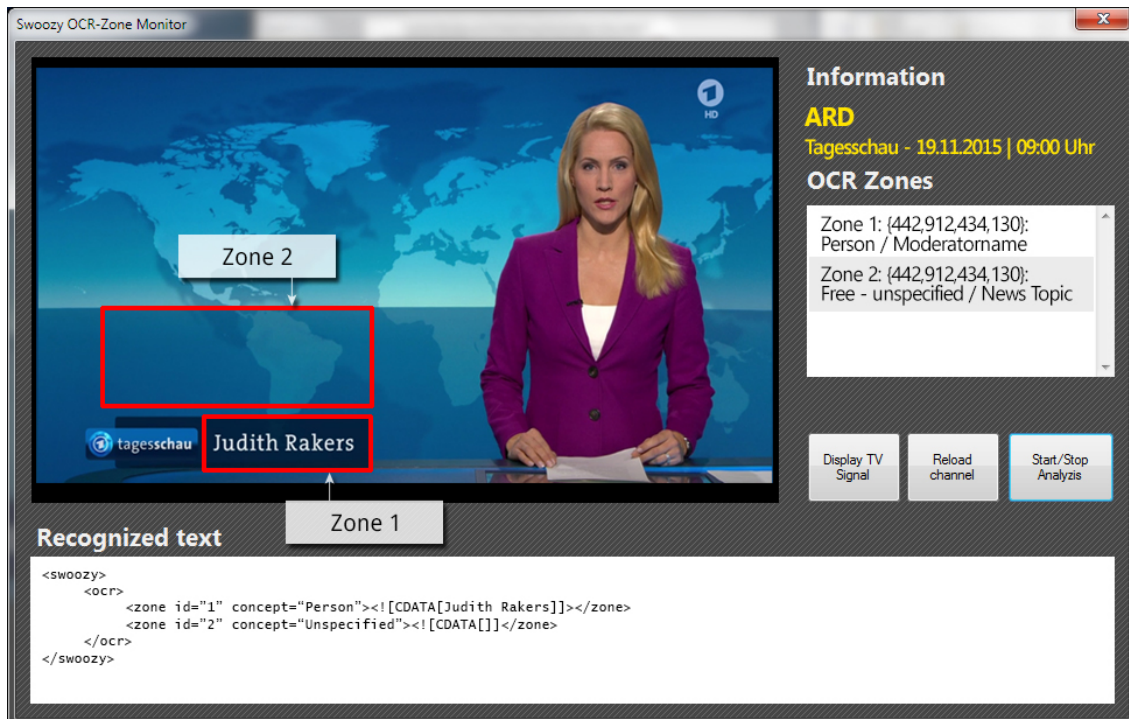 Swoozy OCR-Zone Monitor
x
Information
ARD
Tagesschau - 19.11.2015 | 09:00 Uhr
OCR Zones
Zone 1: {442,912,434,130}:
Person / Moderatorname
Zone 2: {442,912,434,130}:
Free - unspecified / News Topic
1
HD
Zone 2
1 tagesschau
Judith Rakers
Zone 1
Display TV
Signal
Reload
channel
Start/Stop
Analyzis
Recognized text
<swoozy>
<ocr>
<zone id="1" concept="Person"><![CDATA[Judith Rakers]]></zone>
<zone id="2" concept="Unspecified"><![CDATA[]]</zone>
</ocr>
</swoozy>